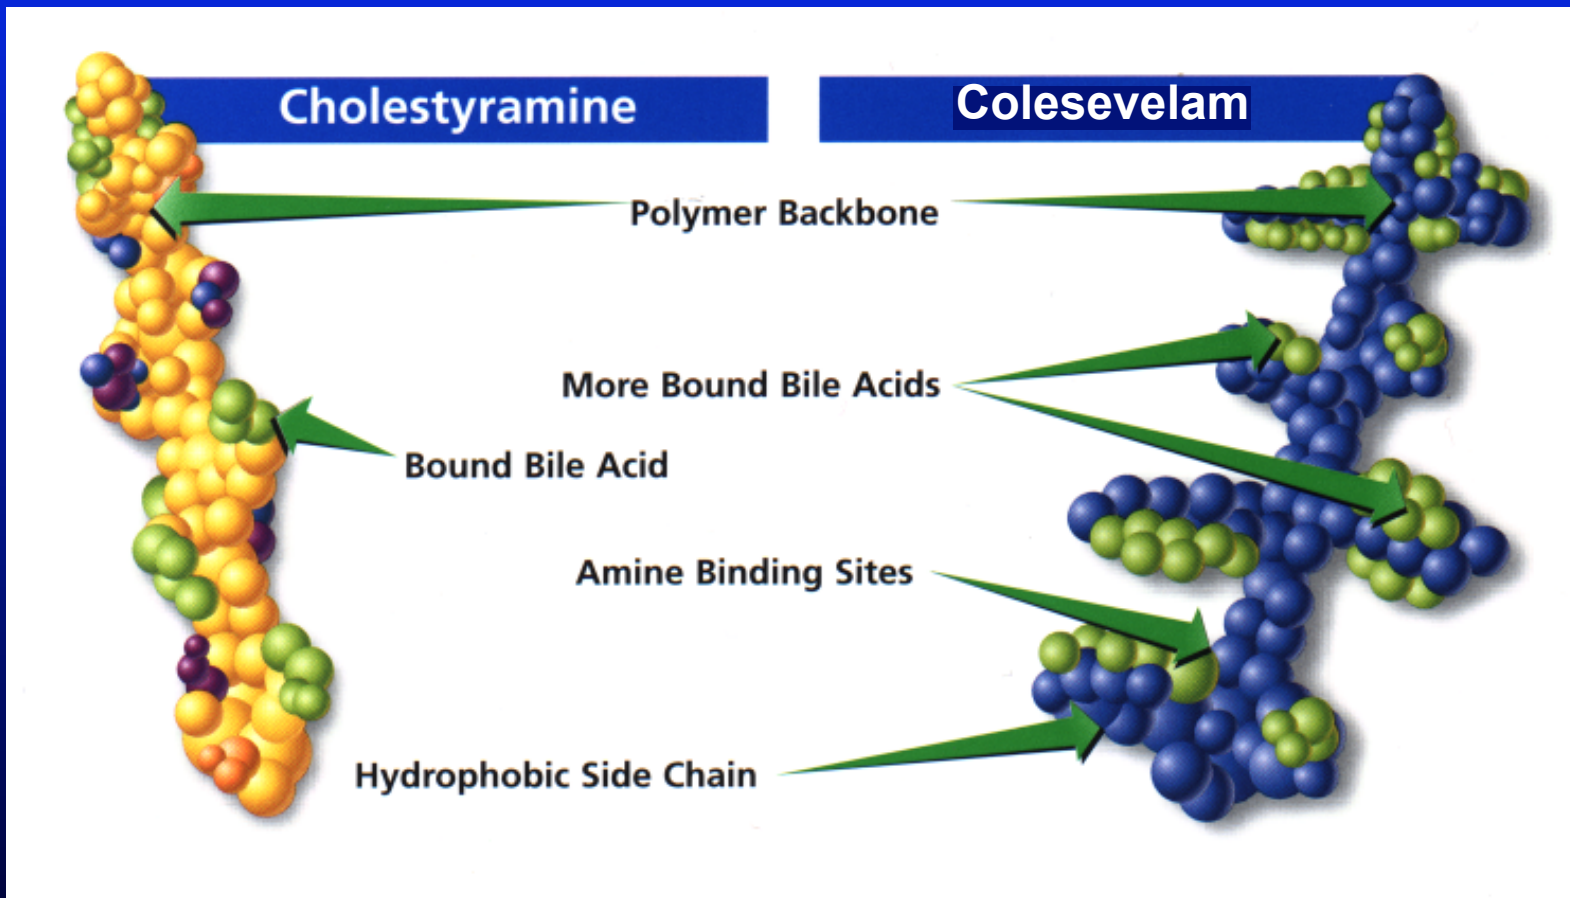 Cholestyramine
Colesevelam
Polymer Backbone
More Bound Bile Acids
Bound Bile Acid
Amine Binding Sites
Hydrophobic Side Chain